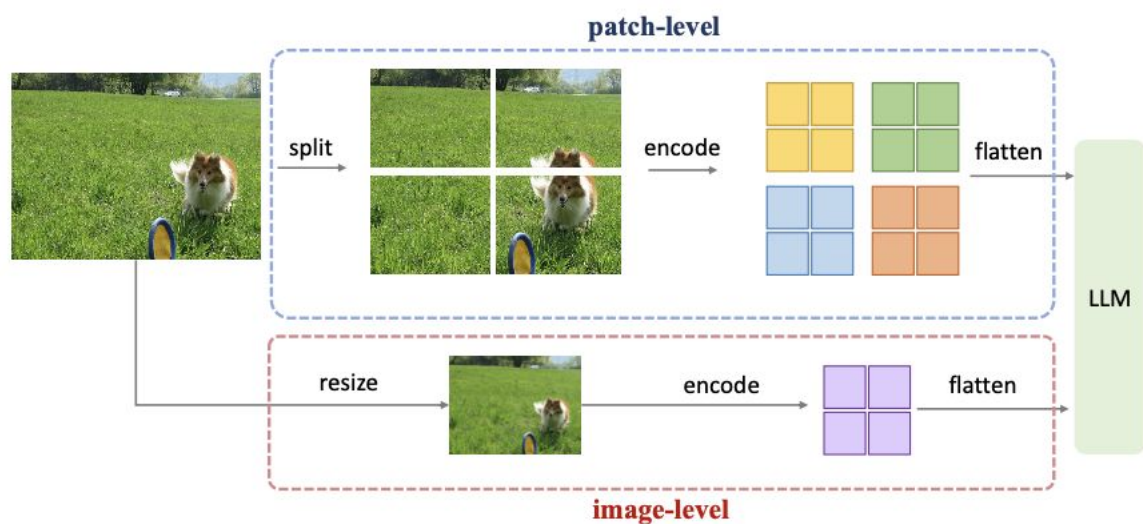 patch-level
split
encode
flatten
LLM
resize
encode
flatten
image-level